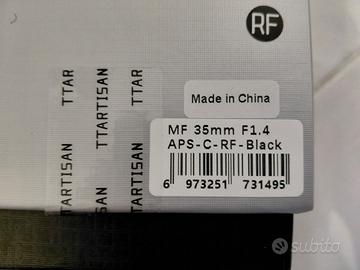 RF
TTAR
TTARTISAN
TTAR
TTARTISAN
TTARTISAN
Made in China
MF 35mm F1.4
APS-C-RF-Black
6 973251 731495
subito